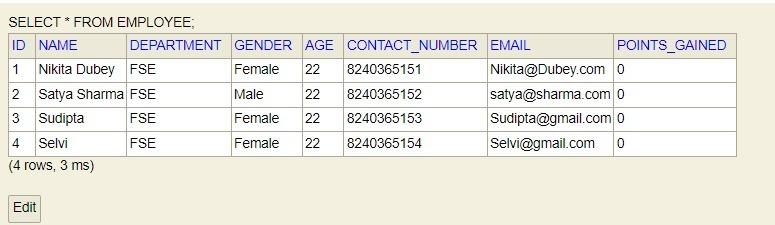 SELECT * FROM EMPLOYEE;
ID NAME DEPARTMENT GENDER AGE CONTACT_NUMBER EMAIL POINTS_GAINED
1 Nikita Dubey FSE Female 22 8240365151 Nikita@Dubey.com 0
2 Satya Sharma FSE Male 22 8240365152 satya@sharma.com 0
3 Sudipta FSE Female 22 8240365153 Sudipta@gmail.com 0
4 Selvi FSE Female 22 8240365154 Selvi@gmail.com 0
(4 rows, 3 ms)
Edit